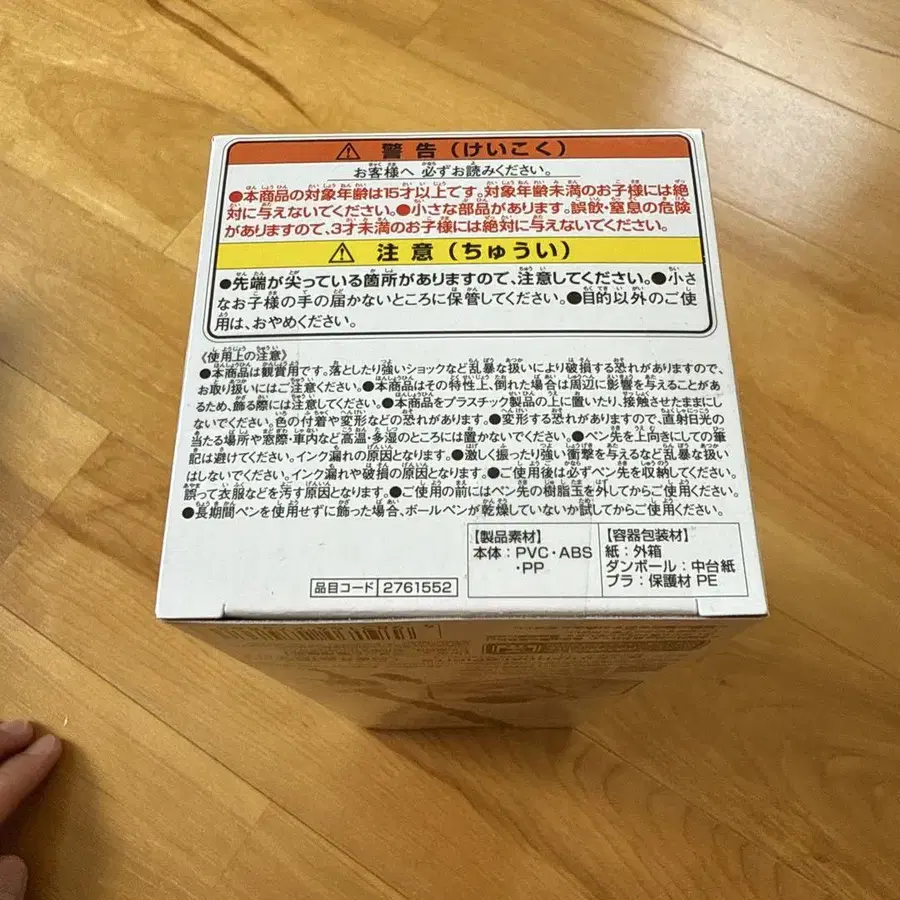 ⚠ 警告(けいこく)
お客様へ 必ずお読みください。
●本商品の対象年齢は15才以上です。対象年齢未満のお子様には絶
対に与えないでください。●小さな部品があります。誤飲・窒息の危険
がありますので、3才未満のお子様には絶対に与えないでください。
⚠ 注意(ちゅうい)
●先端が尖っている箇所がありますので、注意してください。●小さ
なお子様の手の届かないところに保管してください。●目的以外のご使
用は、おやめください。
《使用上の注意》
●本商品は観賞用です。落としたり強いショックなど乱暴な扱いにより破損する恐れがありますので、
お取り扱いにはご注意ください。●本商品はその特性上、倒れた場合は周辺に影響を与えることがあ
るため、飾る際には注意してください。●本商品をプラスチック製品の上に置いたり、接触させたままにし
ないでください。色の付着や変形などの恐れがあります。●変形する恐れがありますので、直射日光の
当たる場所や窓際・車内など高温・多湿のところには置かないでください。●ペン先を上向きにしての筆
記は避けてください。インク漏れの原因となります。●激しく振ったり強い衝撃を与えるなど乱暴な扱い
はしないでください。インク漏れや破損の原因となります。●ご使用後は必ずペン先を収納してください。
誤って衣服などを汚す原因となります。●ご使用の前にはペン先の樹脂玉を外してからご使用ください。
●長期間ペンを使用せずに飾った場合、ボールペンが乾燥していないか試してからご使用ください。
【製品素材】
本体:PVC・ABS
・PP
【容器包装材】
紙:外箱
ダンボール:中台紙
プラ:保護材 PE
品目コード 2761552